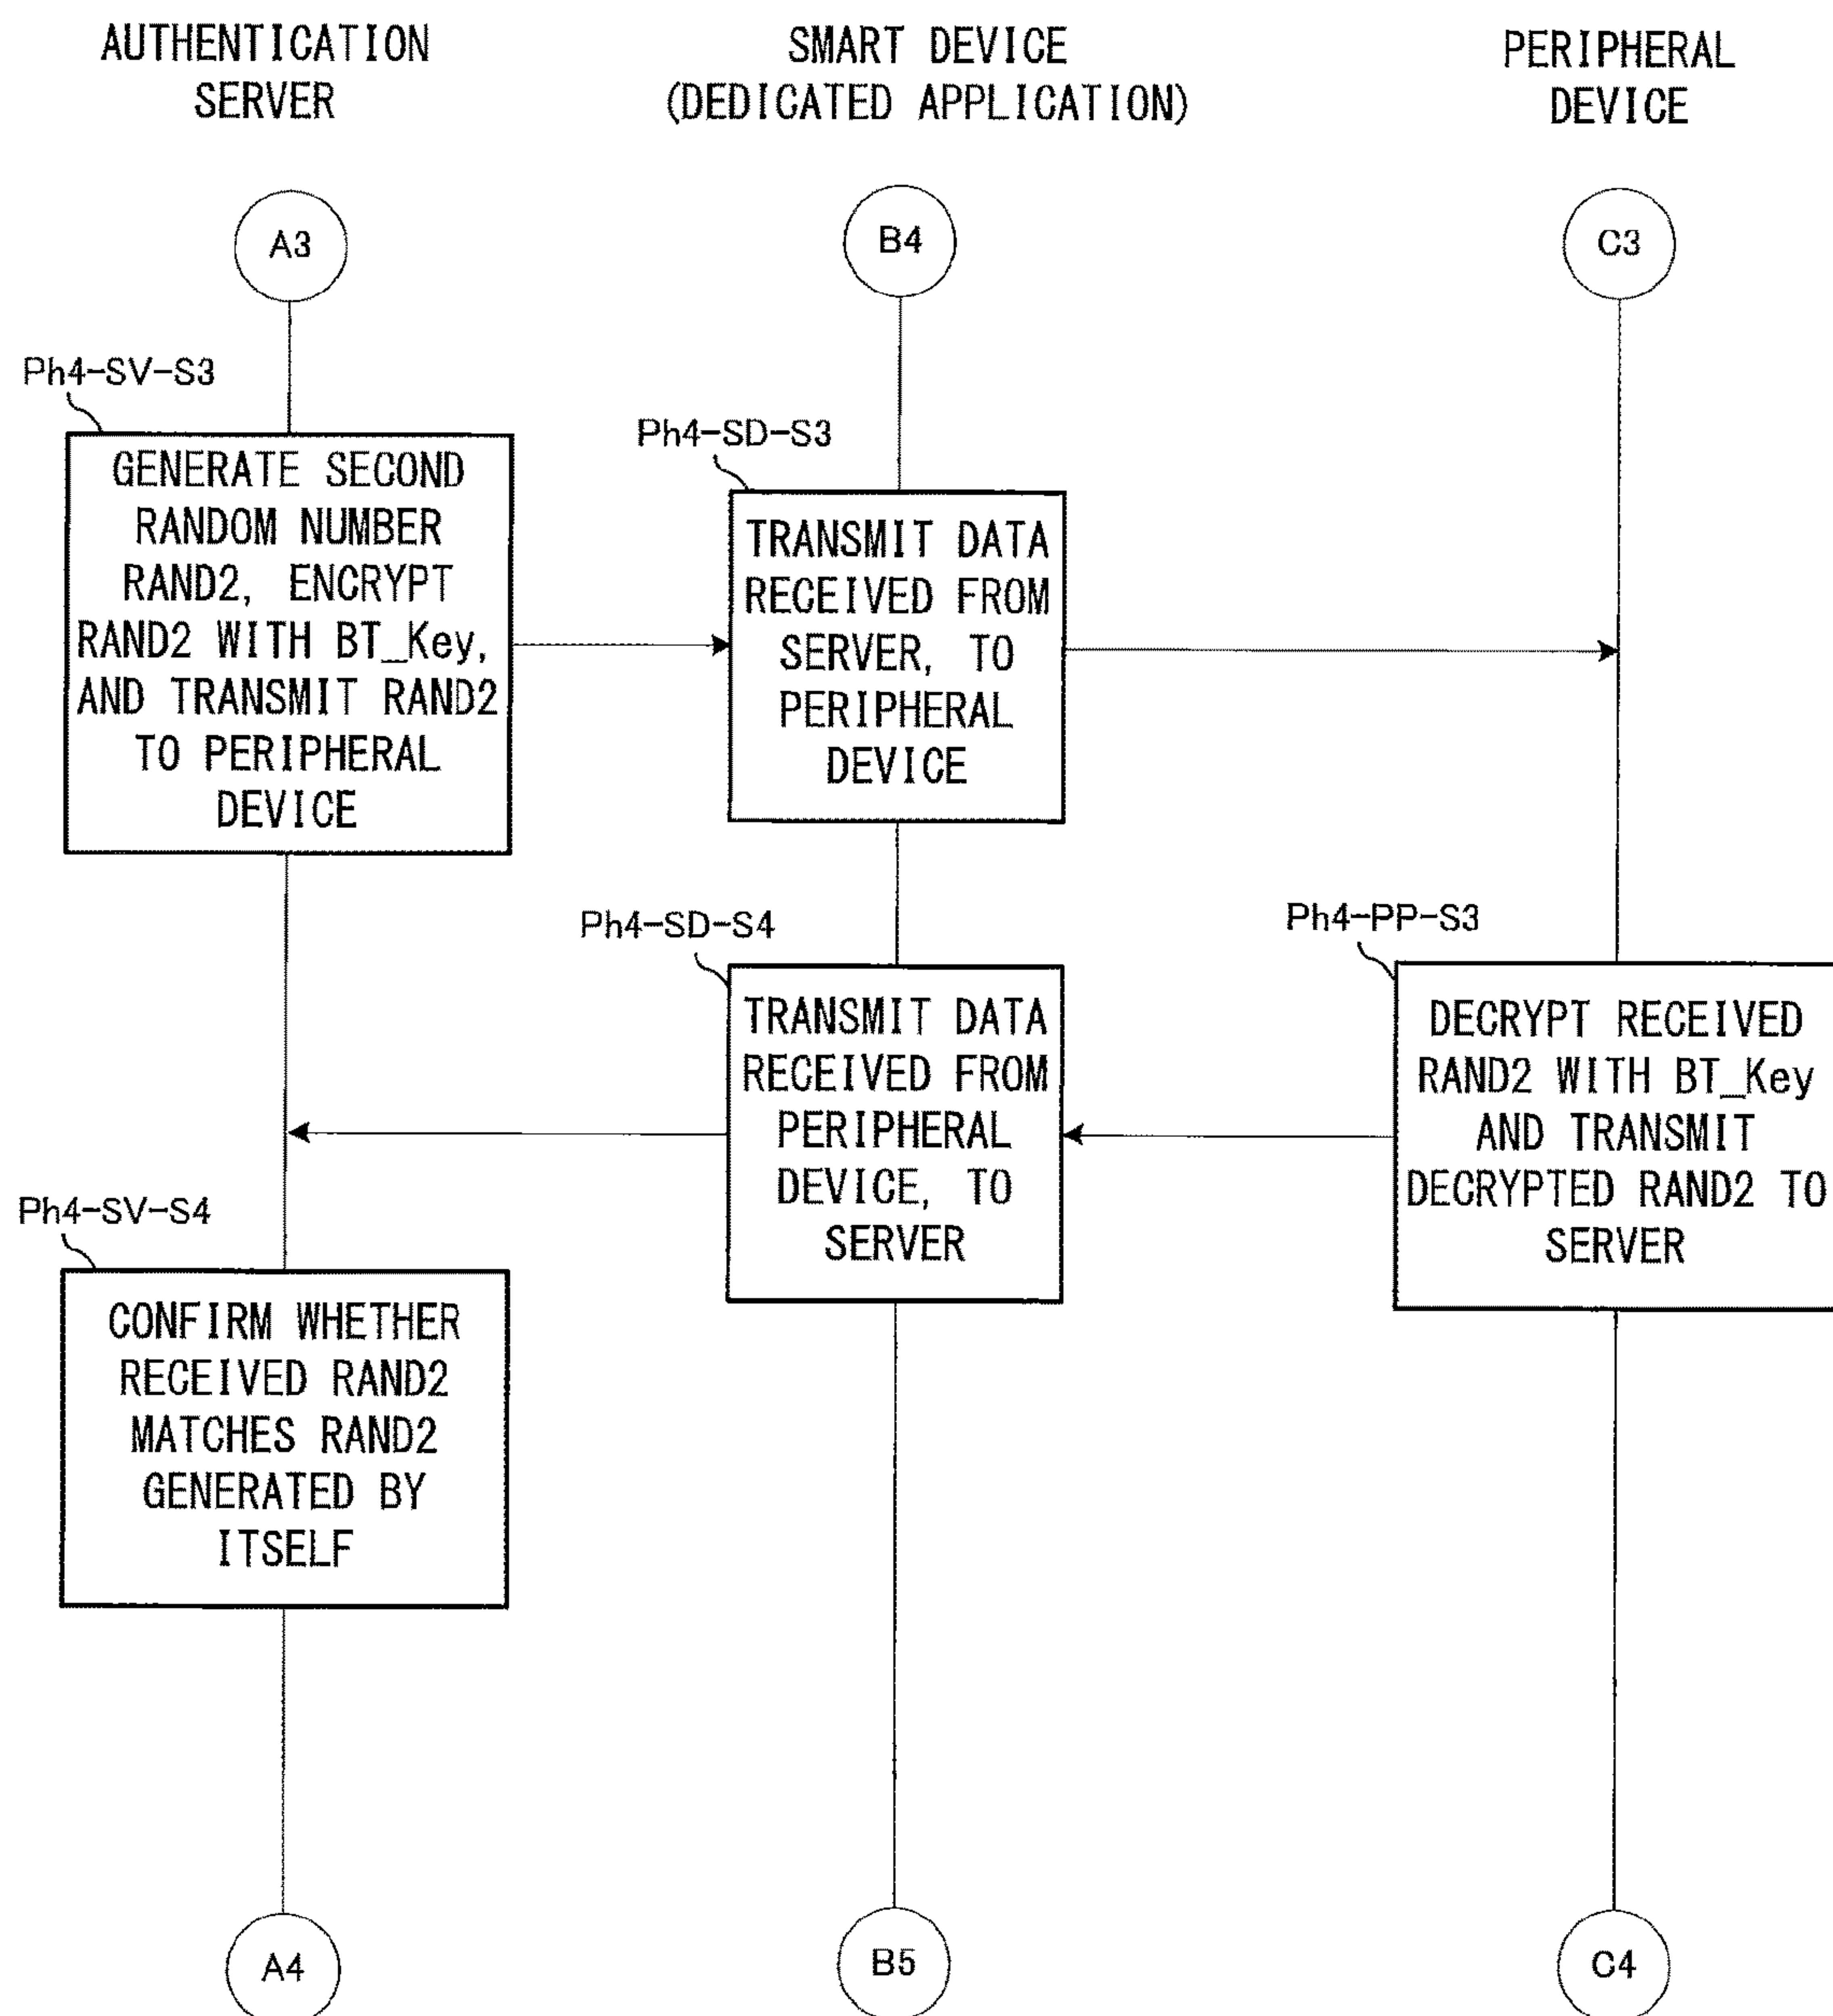 AUTHENTICATION
SERVER
SMART DEVICE
(DEDICATED APPLICATION)
PERIPHERAL
DEVICE
A3
B4
C3
Ph4-SV-S3
GENERATE SECOND
RANDOM NUMBER
RAND2, ENCRYPT
RAND2 WITH BT_Key,
AND TRANSMIT RAND2
TO PERIPHERAL
DEVICE
Ph4-SD-S3
TRANSMIT DATA
RECEIVED FROM
SERVER, TO
PERIPHERAL
DEVICE
Ph4-SD-S4
TRANSMIT DATA
RECEIVED FROM
PERIPHERAL
DEVICE, TO
SERVER
Ph4-PP-S3
DECRYPT RECEIVED
RAND2 WITH BT_Key
AND TRANSMIT
DECRYPTED RAND2 TO
SERVER
Ph4-SV-S4
CONFIRM WHETHER
RECEIVED RAND2
MATCHES RAND2
GENERATED BY
ITSELF
A4
B5
C4